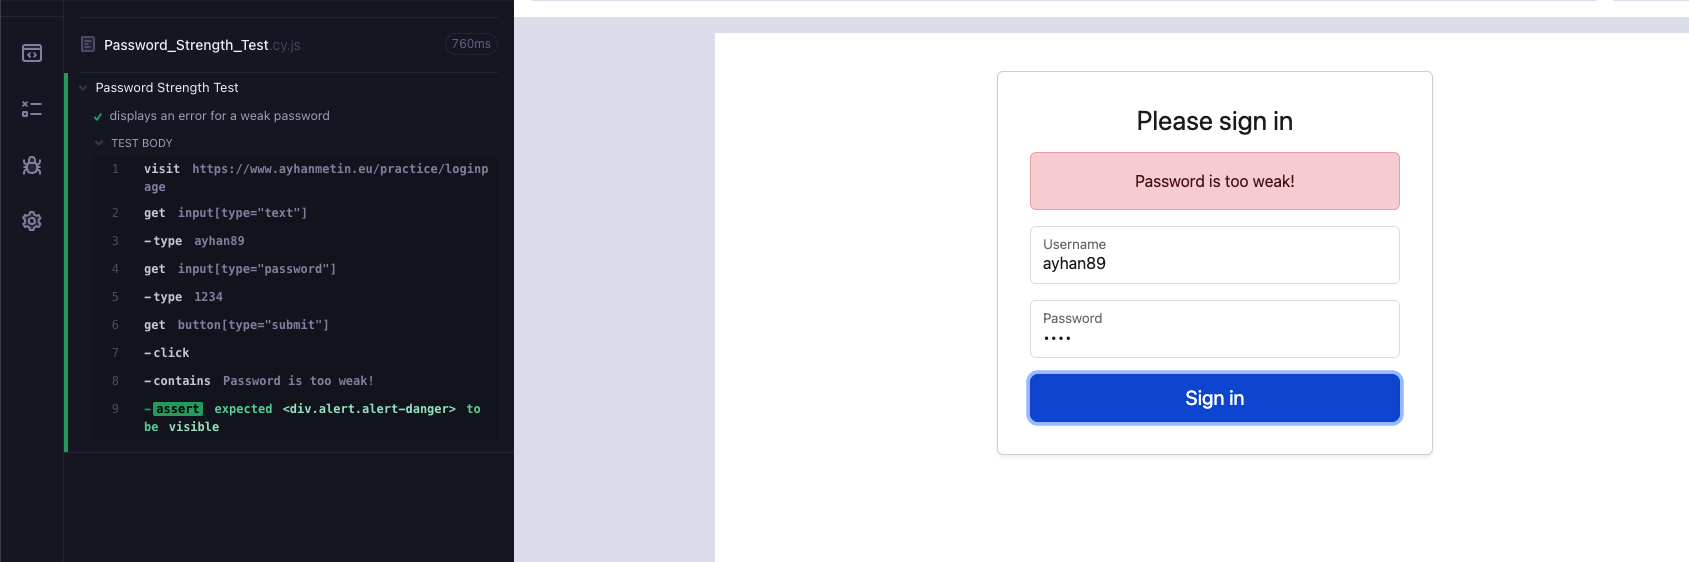 Password_Strength_Test.cy.js 760ms
Password Strength Test
displays an error for a weak password
TEST BODY
1 visit https://www.ayhanmetin.eu/practice/loginp
age
2 get input[type="text"]
3 -type ayhan89
4 get input[type="password"]
5 -type 1234
6 get button[type="submit"]
7 -click
8 -contains Password is too weak!
9 -assert expected <div.alert.alert-danger> to
be visible
Please sign in
Password is too weak!
Username
ayhan89
Password
••••
Sign in